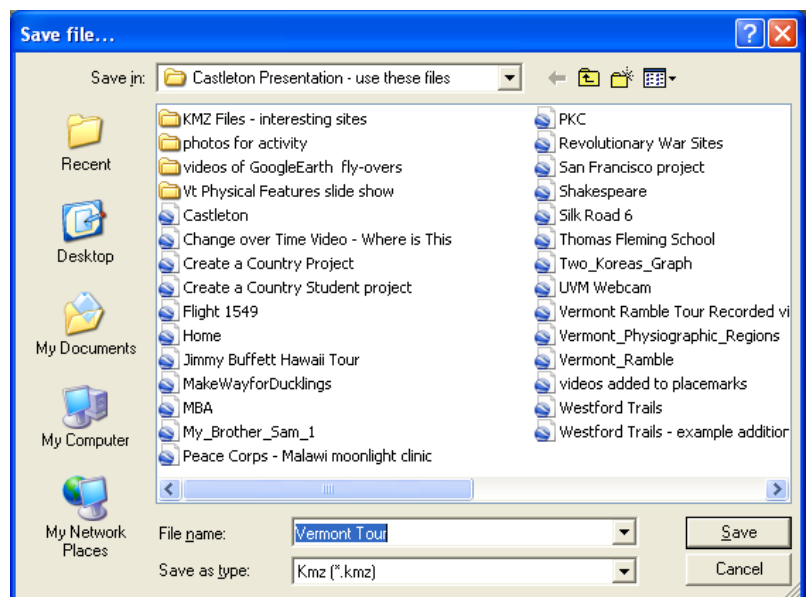 Save file...
Save in:
Castleton Presentation - use these files
Recent
Desktop
My Documents
My Computer
My Network
Places
KMZ Files - interesting sites
photos for activity
videos of GoogleEarth fly-overs
Vt Physical Features slide show
Castleton
Change over Time Video - Where is This
Create a Country Project
Create a Country Student project
Flight 1549
Home
Jimmy Buffett Hawaii Tour
MakeWayforDucklings
MBA
My_Brother_Sam_1
Peace Corps - Malawi moonlight clinic
PKC
Revolutionary War Sites
San Francisco project
Shakespeare
Silk Road 6
Thomas Fleming School
Two_Koreas_Graph
UVM Webcam
Vermont Ramble Tour Recorded vi
Vermont_Physiographic_Regions
Vermont_Ramble
videos added to placemarks
Westford Trails
Westford Trails - example addition
File name:
Vermont Tour
Save
Save as type:
Kmz (*.kmz)
Cancel